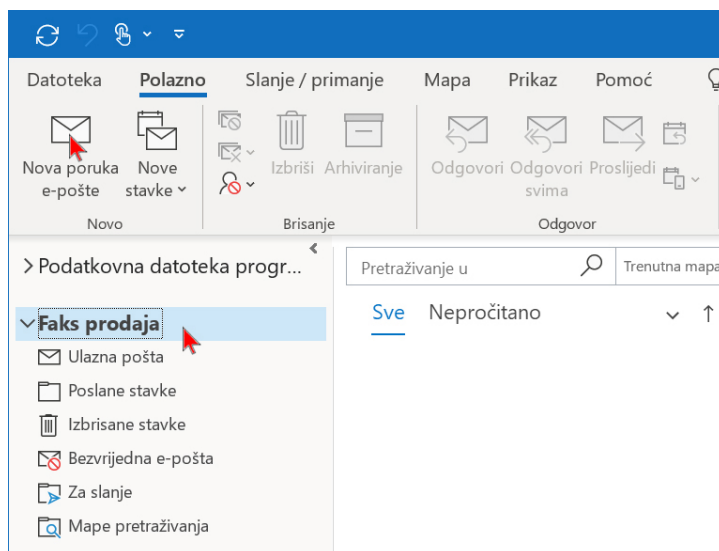 Datoteka Polazno Slanje / primanje Mapa Prikaz Pomoć
Nova poruka e-pošte
Nove stavke
Izbriši
Arhiviranje
Odgovori
Odgovori svima
Proslijedi
Novo Brisanje Odgovor
Podatkovna datoteka progr...
Pretraživanje u
Trenutna mapa
Faks prodaja
Sve Nepročitano
Ulazna pošta
Poslane stavke
Izbrisane stavke
Bezvrijedna e-pošta
Za slanje
Mape pretraživanja